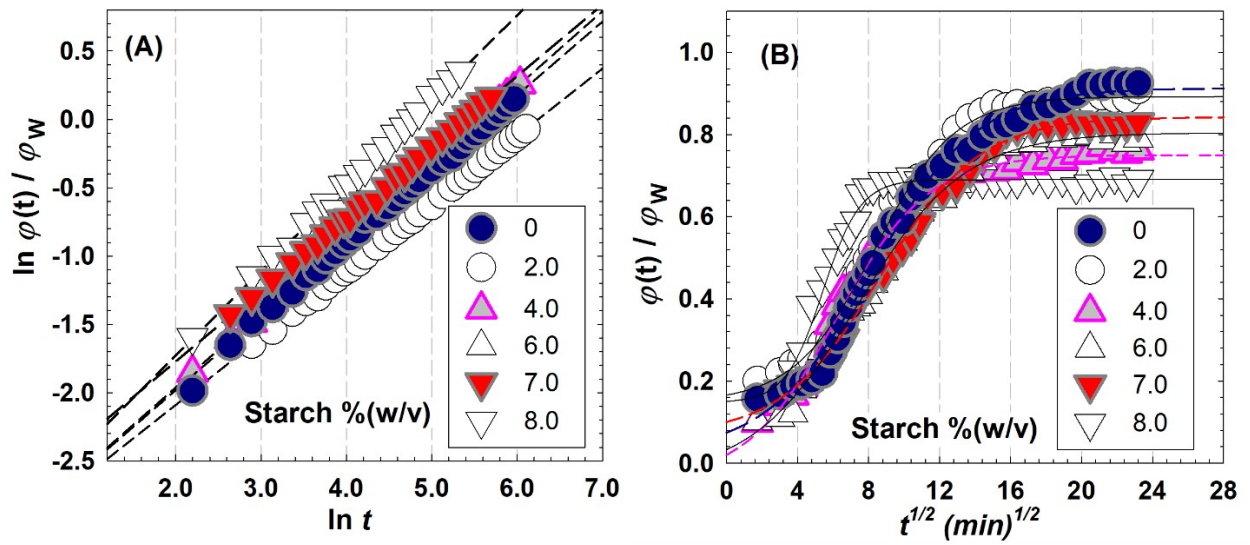 (A)
ln φ(t) / φW
0.5
0.0
-0.5
-1.0
-1.5
-2.0
-2.5
0
2.0
4.0
6.0
7.0
8.0
Starch %(w/v)
2.0 3.0 4.0 5.0 6.0 7.0
ln t
(B)
φ(t) / φW
1.0
0.8
0.6
0.4
0.2
0.0
0
2.0
4.0
6.0
7.0
8.0
Starch %(w/v)
0 4 8 12 16 20 24 28
t^1/2 (min)^1/2